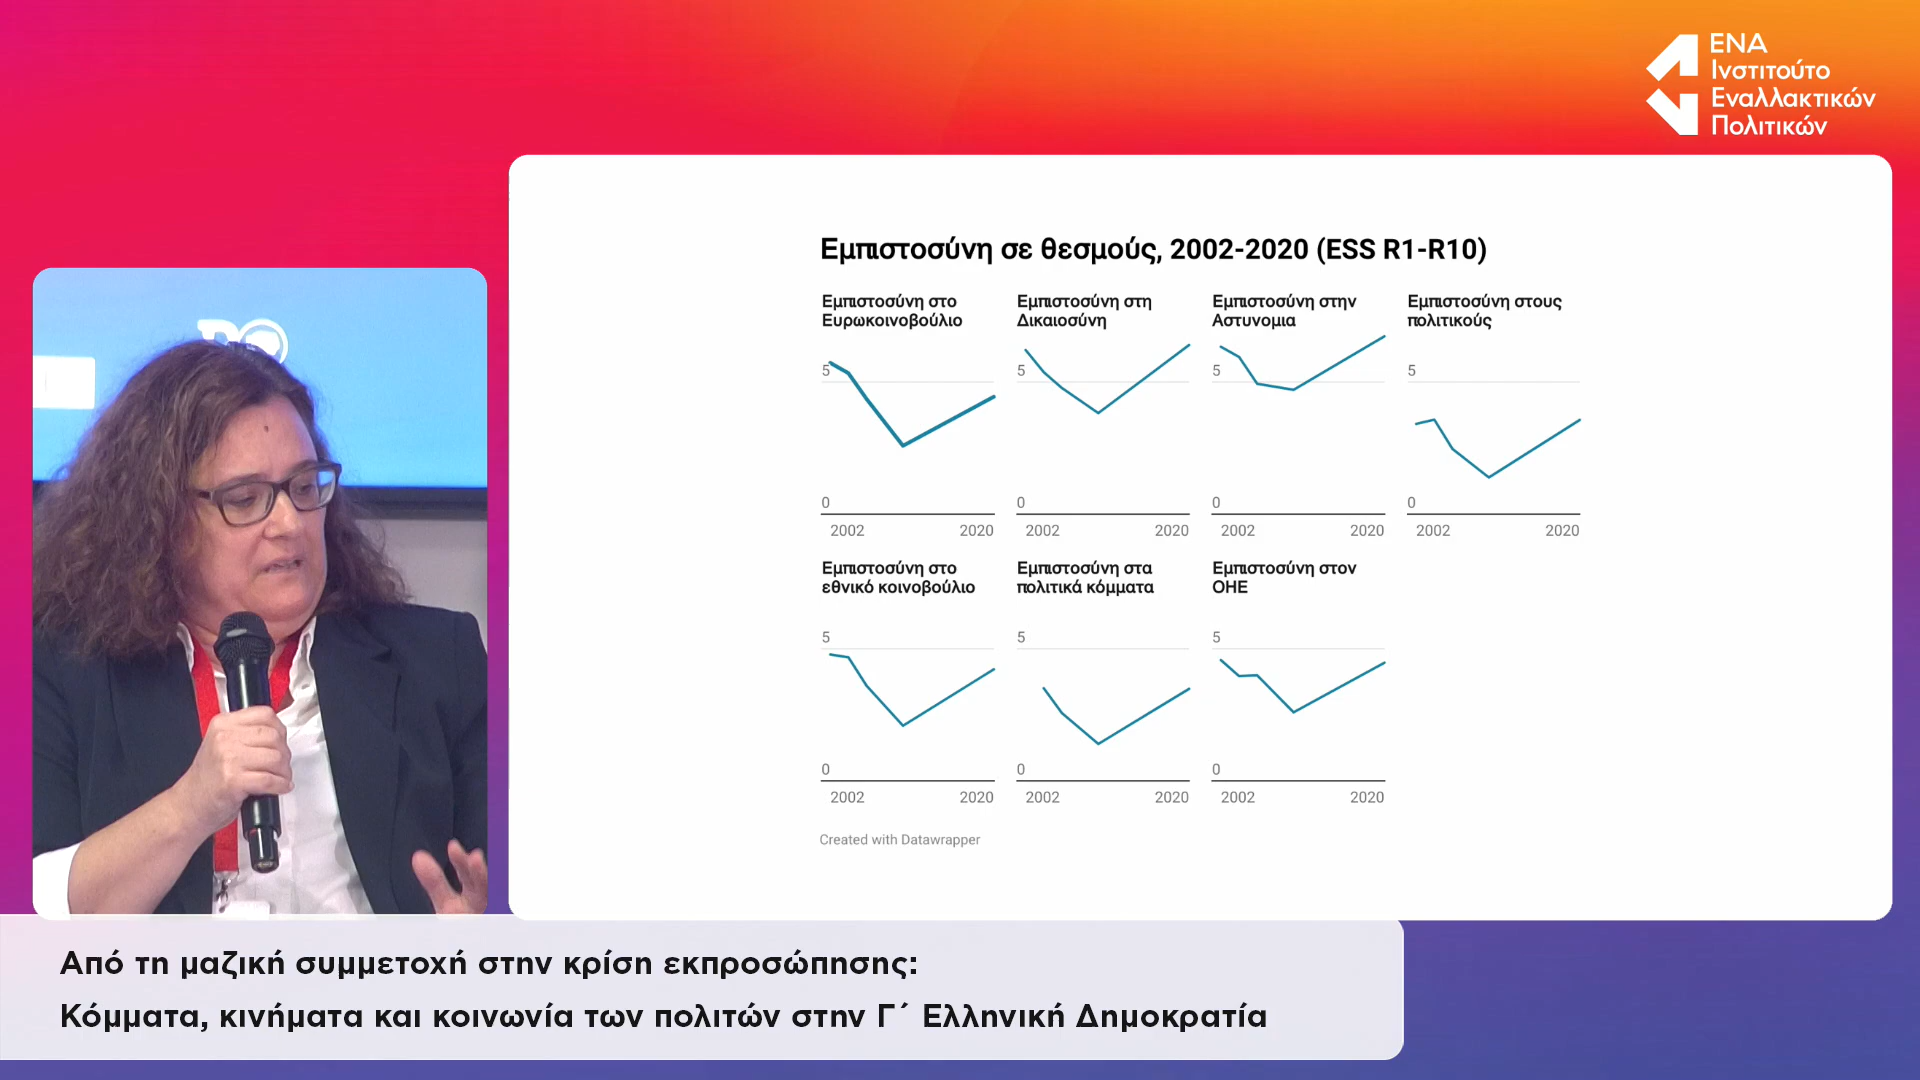 ΕΝΑ
Ινστιτούτο
Εναλλακτικών
Πολιτικών
Εμπιστοσύνη σε θεσμούς, 2002-2020 (ESS R1-R10)
Εμπιστοσύνη στο
Ευρωκοινοβούλιο
5
0
2002 2020
Εμπιστοσύνη στη
Δικαιοσύνη
5
0
2002 2020
Εμπιστοσύνη στην
Αστυνομια
5
0
2002 2020
Εμπιστοσύνη στους
πολιτικούς
5
0
2002 2020
Εμπιστοσύνη στο
εθνικό κοινοβούλιο
5
0
2002 2020
Εμπιστοσύνη στα
πολιτικά κόμματα
5
0
2002 2020
Εμπιστοσύνη στον
ΟΗΕ
5
0
2002 2020
Created with Datawrapper
Από τη μαζική συμμετοχή στην κρίση εκπροσώπησης:
Κόμματα, κινήματα και κοινωνία των πολιτών στην Γ΄ Ελληνική Δημοκρατία